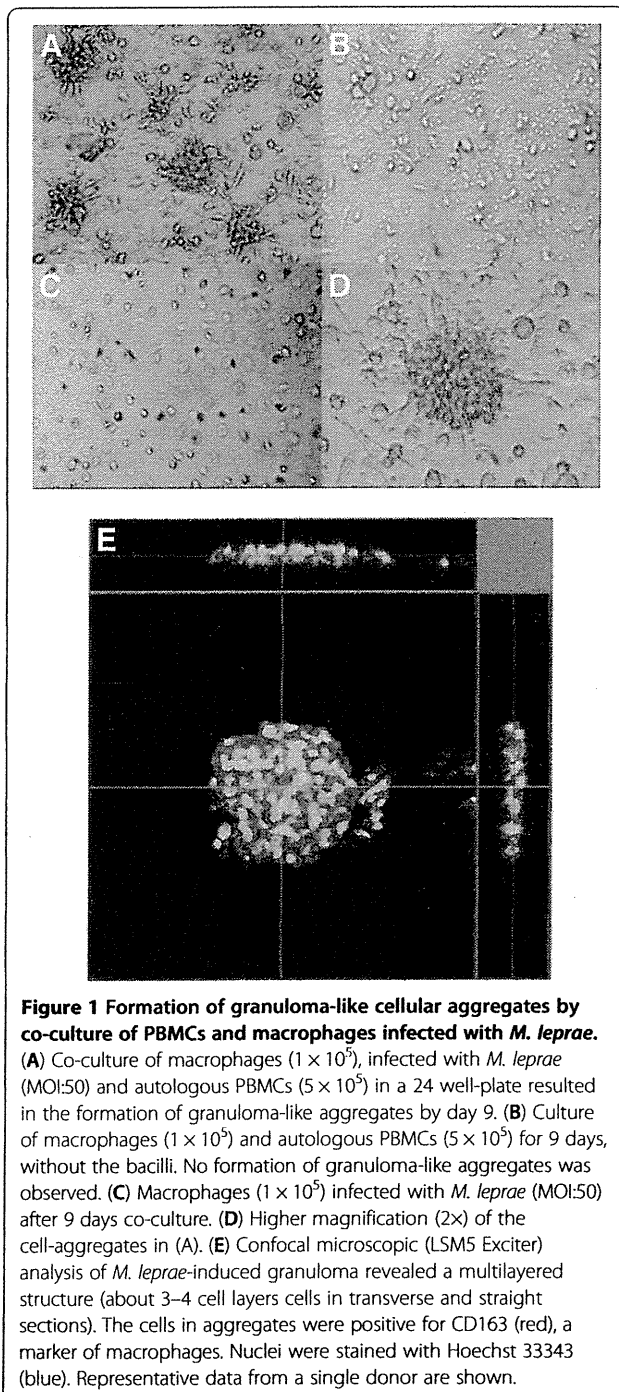 A
B
C
D
E
Figure 1 Formation of granuloma-like cellular aggregates by
co-culture of PBMCs and macrophages infected with M. leprae.
(A) Co-culture of macrophages (1 × 10⁵), infected with M. leprae
(MOI:50) and autologous PBMCs (5 × 10⁵) in a 24 well-plate resulted
in the formation of granuloma-like aggregates by day 9. (B) Culture
of macrophages (1 × 10⁵) and autologous PBMCs (5 × 10⁵) for 9 days,
without the bacilli. No formation of granuloma-like aggregates was
observed. (C) Macrophages (1 × 10⁵) infected with M. leprae (MOI:50)
after 9 days co-culture. (D) Higher magnification (2x) of the
cell-aggregates in (A). (E) Confocal microscopic (LSM5 Exciter)
analysis of M. leprae-induced granuloma revealed a multilayered
structure (about 3–4 cell layers cells in transverse and straight
sections). The cells in aggregates were positive for CD163 (red), a
marker of macrophages. Nuclei were stained with Hoechst 33343
(blue). Representative data from a single donor are shown.